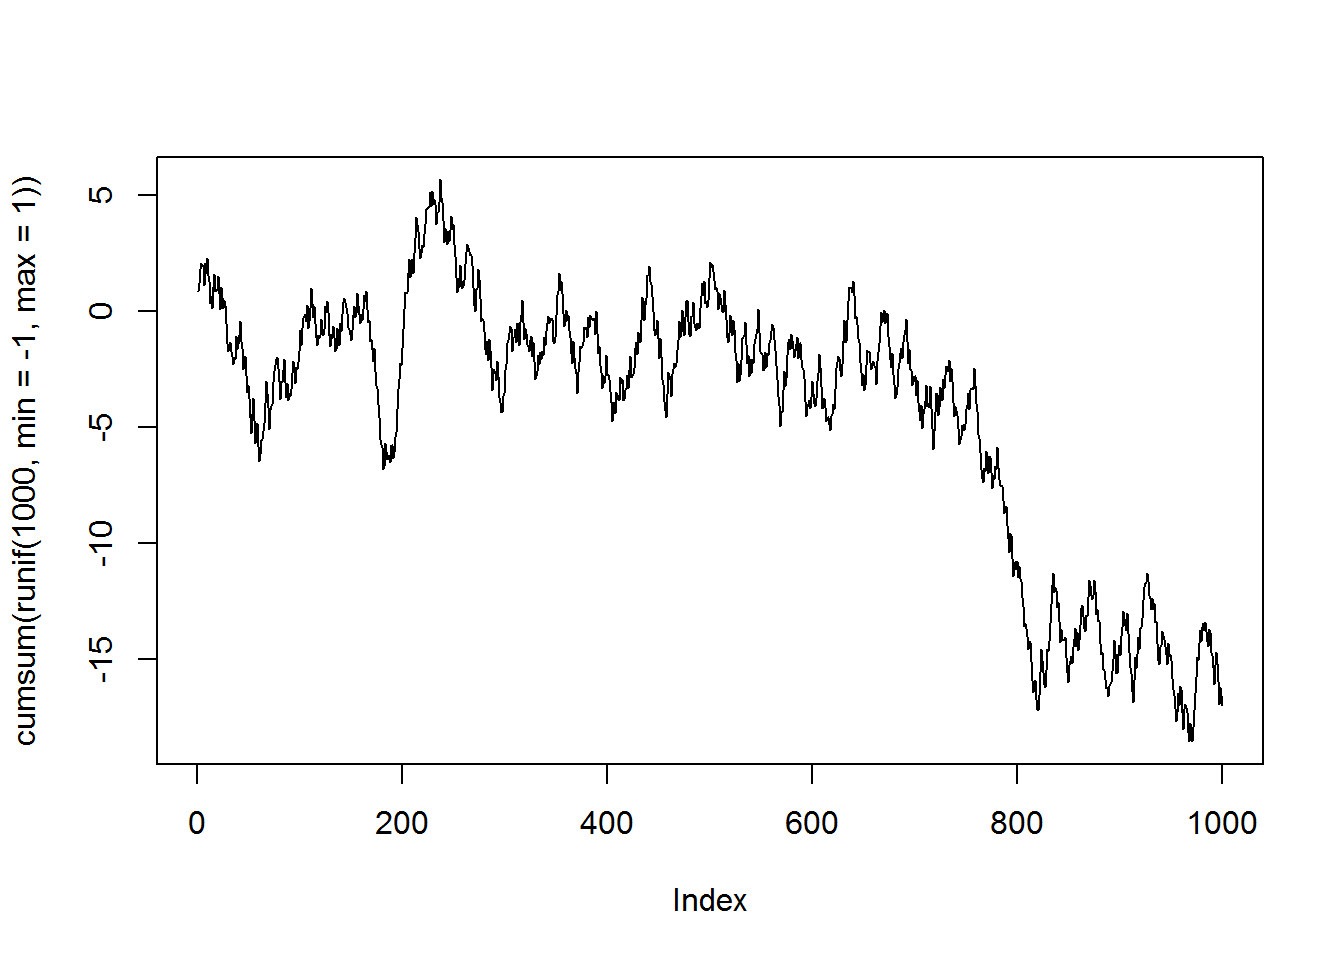 cumsum(runif(1000, min = -1, max = 1))
5
0
-5
-10
-15
0 200 400 600 800 1000
Index